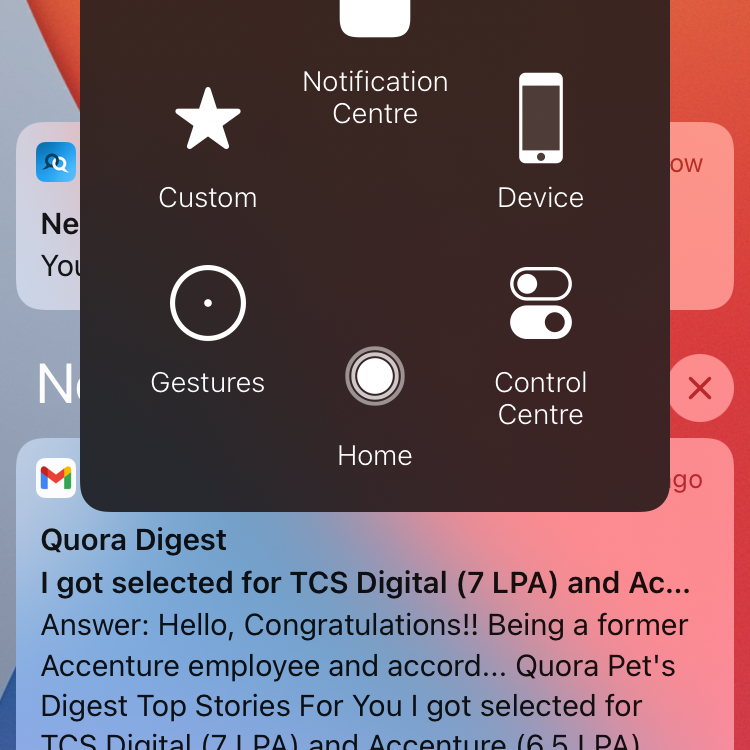 Notification
Centre
Custom
Device
ow
Ne
You
Gestures
Control
Centre
Ne
Home
go
Quora Digest
I got selected for TCS Digital (7 LPA) and Ac...
Answer: Hello, Congratulations!! Being a former
Accenture employee and accord... Quora Pet's
Digest Top Stories For You I got selected for
TCS Digital (7 LPA) and Accenture (6.5 LPA)